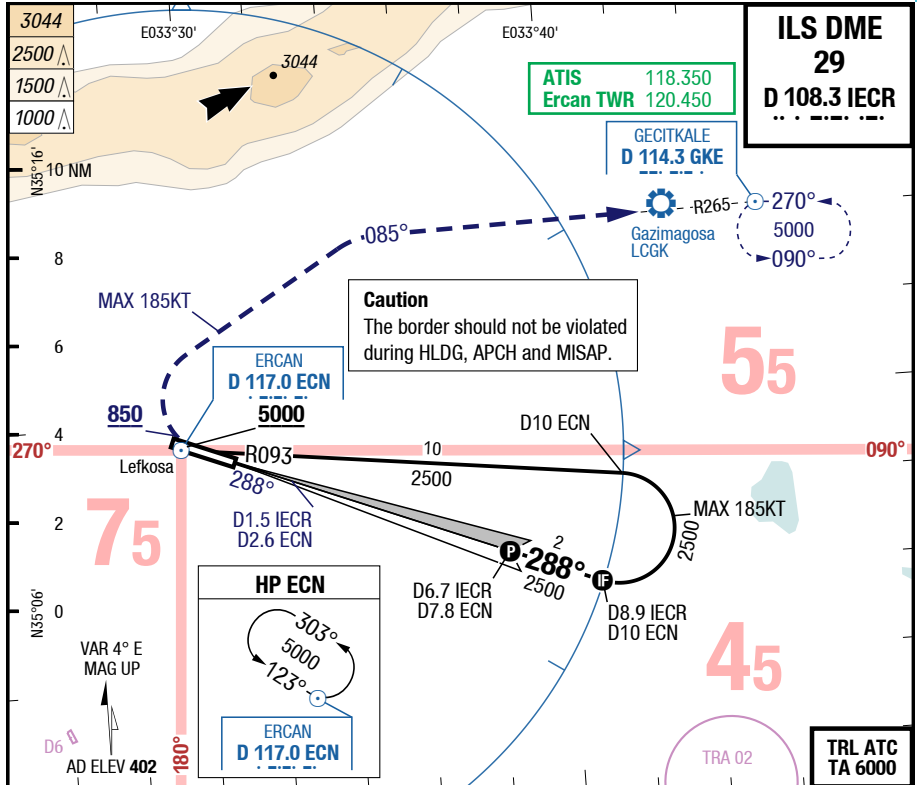 3044
2500
1500
1000
E033°30'
E033°40'
3044
ILS DME
29
D 108.3 IECR
ATIS 118.350
Ercan TWR 120.450
GECITKALE
D 114.3 GKE
N35°16'
10 NM
R265
270°
5000
090°
Gazimagosa
LCGK
085°
8
MAX 185KT
Caution
The border should not be violated
during HLDG, APCH and MISAP.
6
55
ERCAN
D 117.0 ECN
850
5000
D10 ECN
4
270°
R093
10
090°
Lefkosa
288°
2500
75
D1.5 IECR
D2.6 ECN
MAX 185KT
2500
2
2
P
288°
IF
2500
D6.7 IECR
D7.8 ECN
D8.9 IECR
D10 ECN
HP ECN
N35°06'
0
303°
5000
123°
VAR 4° E
MAG UP
45
ERCAN
D 117.0 ECN
D6
180°
AD ELEV 402
TRA 02
TRL ATC
TA 6000